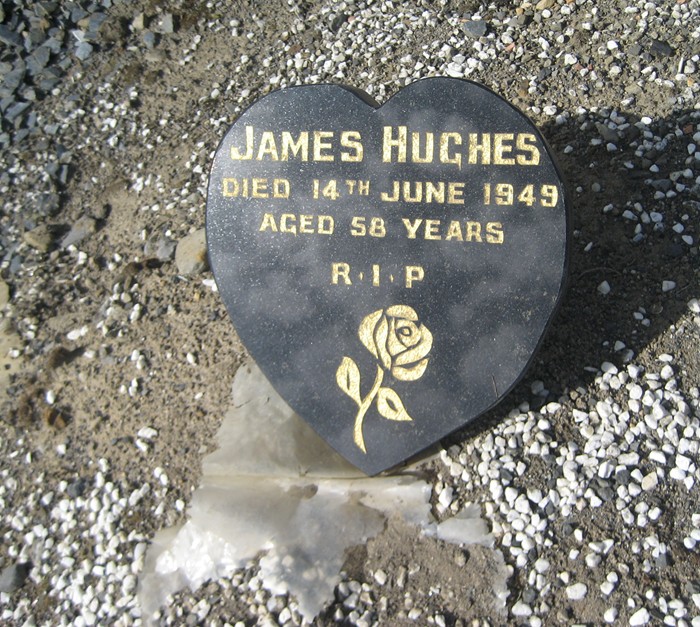 JAMES HUGHES
DIED 14TH JUNE 1949
AGED 58 YEARS
R·I·P